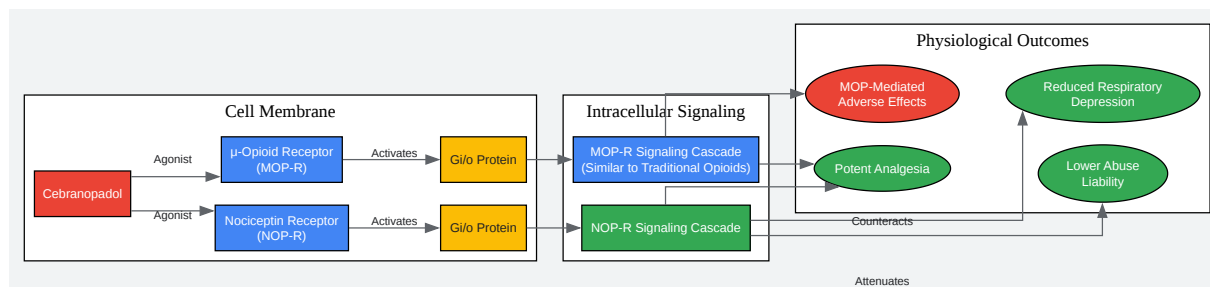 Physiological Outcomes
Cell Membrane
Intracellular Signaling
MOP-Mediated
Adverse Effects
Reduced Respiratory
Depression
Agonist
μ-Opioid Receptor
(MOP-R)
Activates
Gi/o Protein
MOP-R Signaling Cascade
(Similar to Traditional Opioids)
Potent Analgesia
Lower Abuse
Liability
Cebranopadol
Agonist
Nociceptin Receptor
(NOP-R)
Activates
Gi/o Protein
NOP-R Signaling Cascade
Counteracts
Attenuates